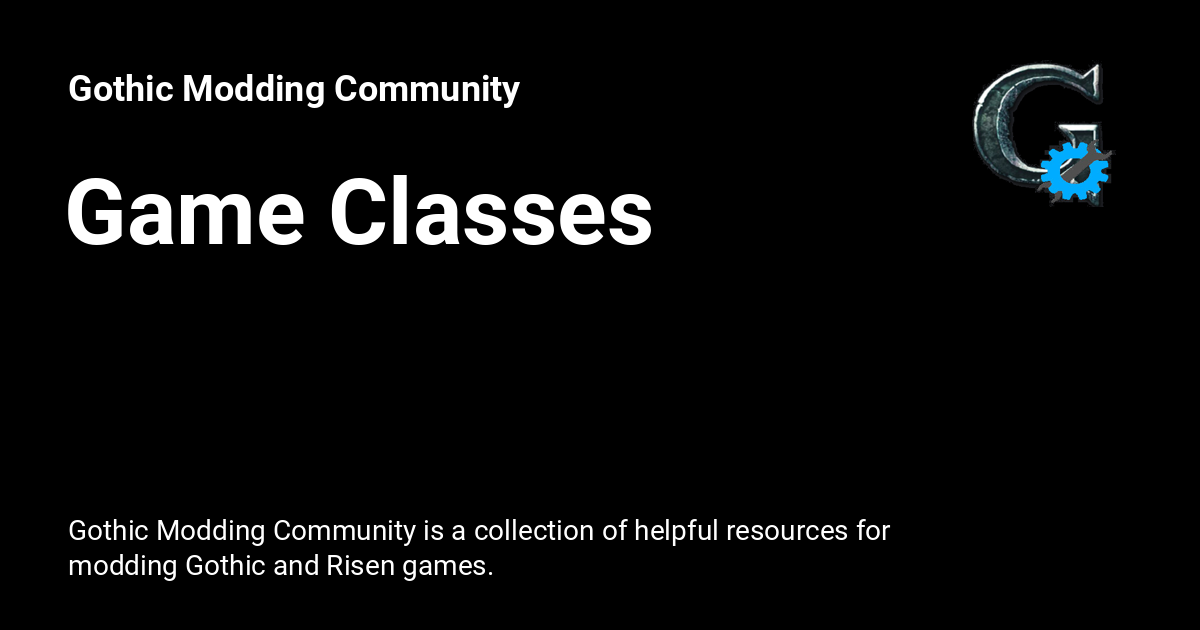 Gothic Modding Community
Game Classes
G
Gothic Modding Community is a collection of helpful resources for
modding Gothic and Risen games.